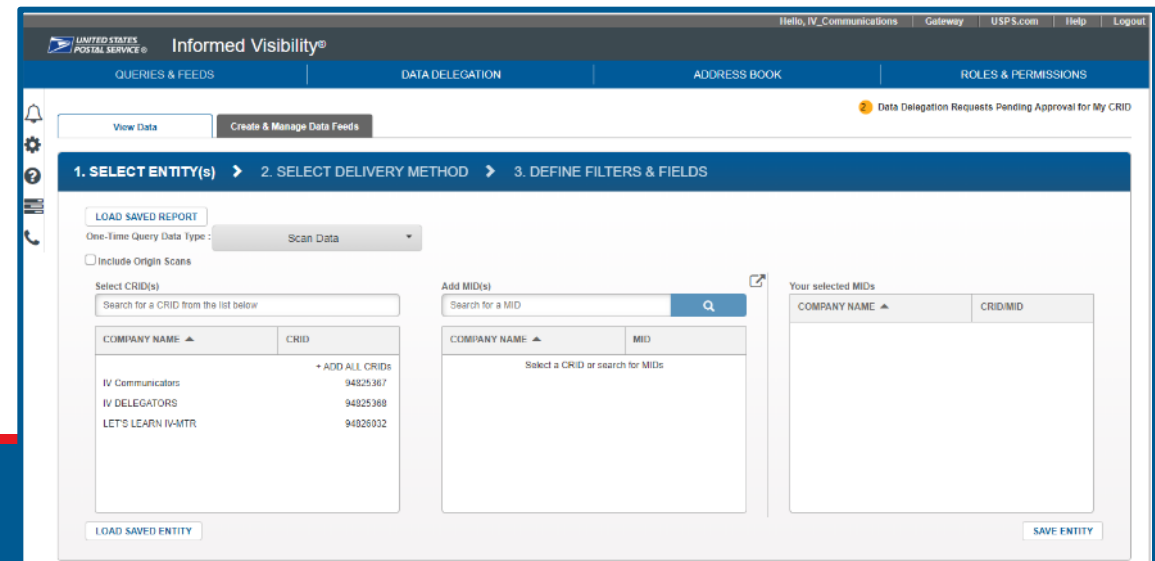 Hello, IV_Communications Gateway USPS.com Help Logout
UNITED STATES
POSTAL SERVICE ®
Informed Visibility®
QUERIES & FEEDS DATA DELEGATION ADDRESS BOOK ROLES & PERMISSIONS
2 Data Delegation Requests Pending Approval for My CRID
View Data Create & Manage Data Feeds
1. SELECT ENTITY(s) 2. SELECT DELIVERY METHOD 3. DEFINE FILTERS & FIELDS
LOAD SAVED REPORT
One-Time Query Data Type : Scan Data
Include Origin Scans
Select CRID(s) Add MID(s) Your selected MIDs
Search for a CRID from the list below Search for a MID
COMPANY NAME CRID COMPANY NAME MID COMPANY NAME CRID/MID
+ ADD ALL CRIDs Select a CRID or search for MIDs
IV Communicators 94825367
IV DELEGATORS 94825368
LET'S LEARN IV-MTR 94826032
LOAD SAVED ENTITY SAVE ENTITY